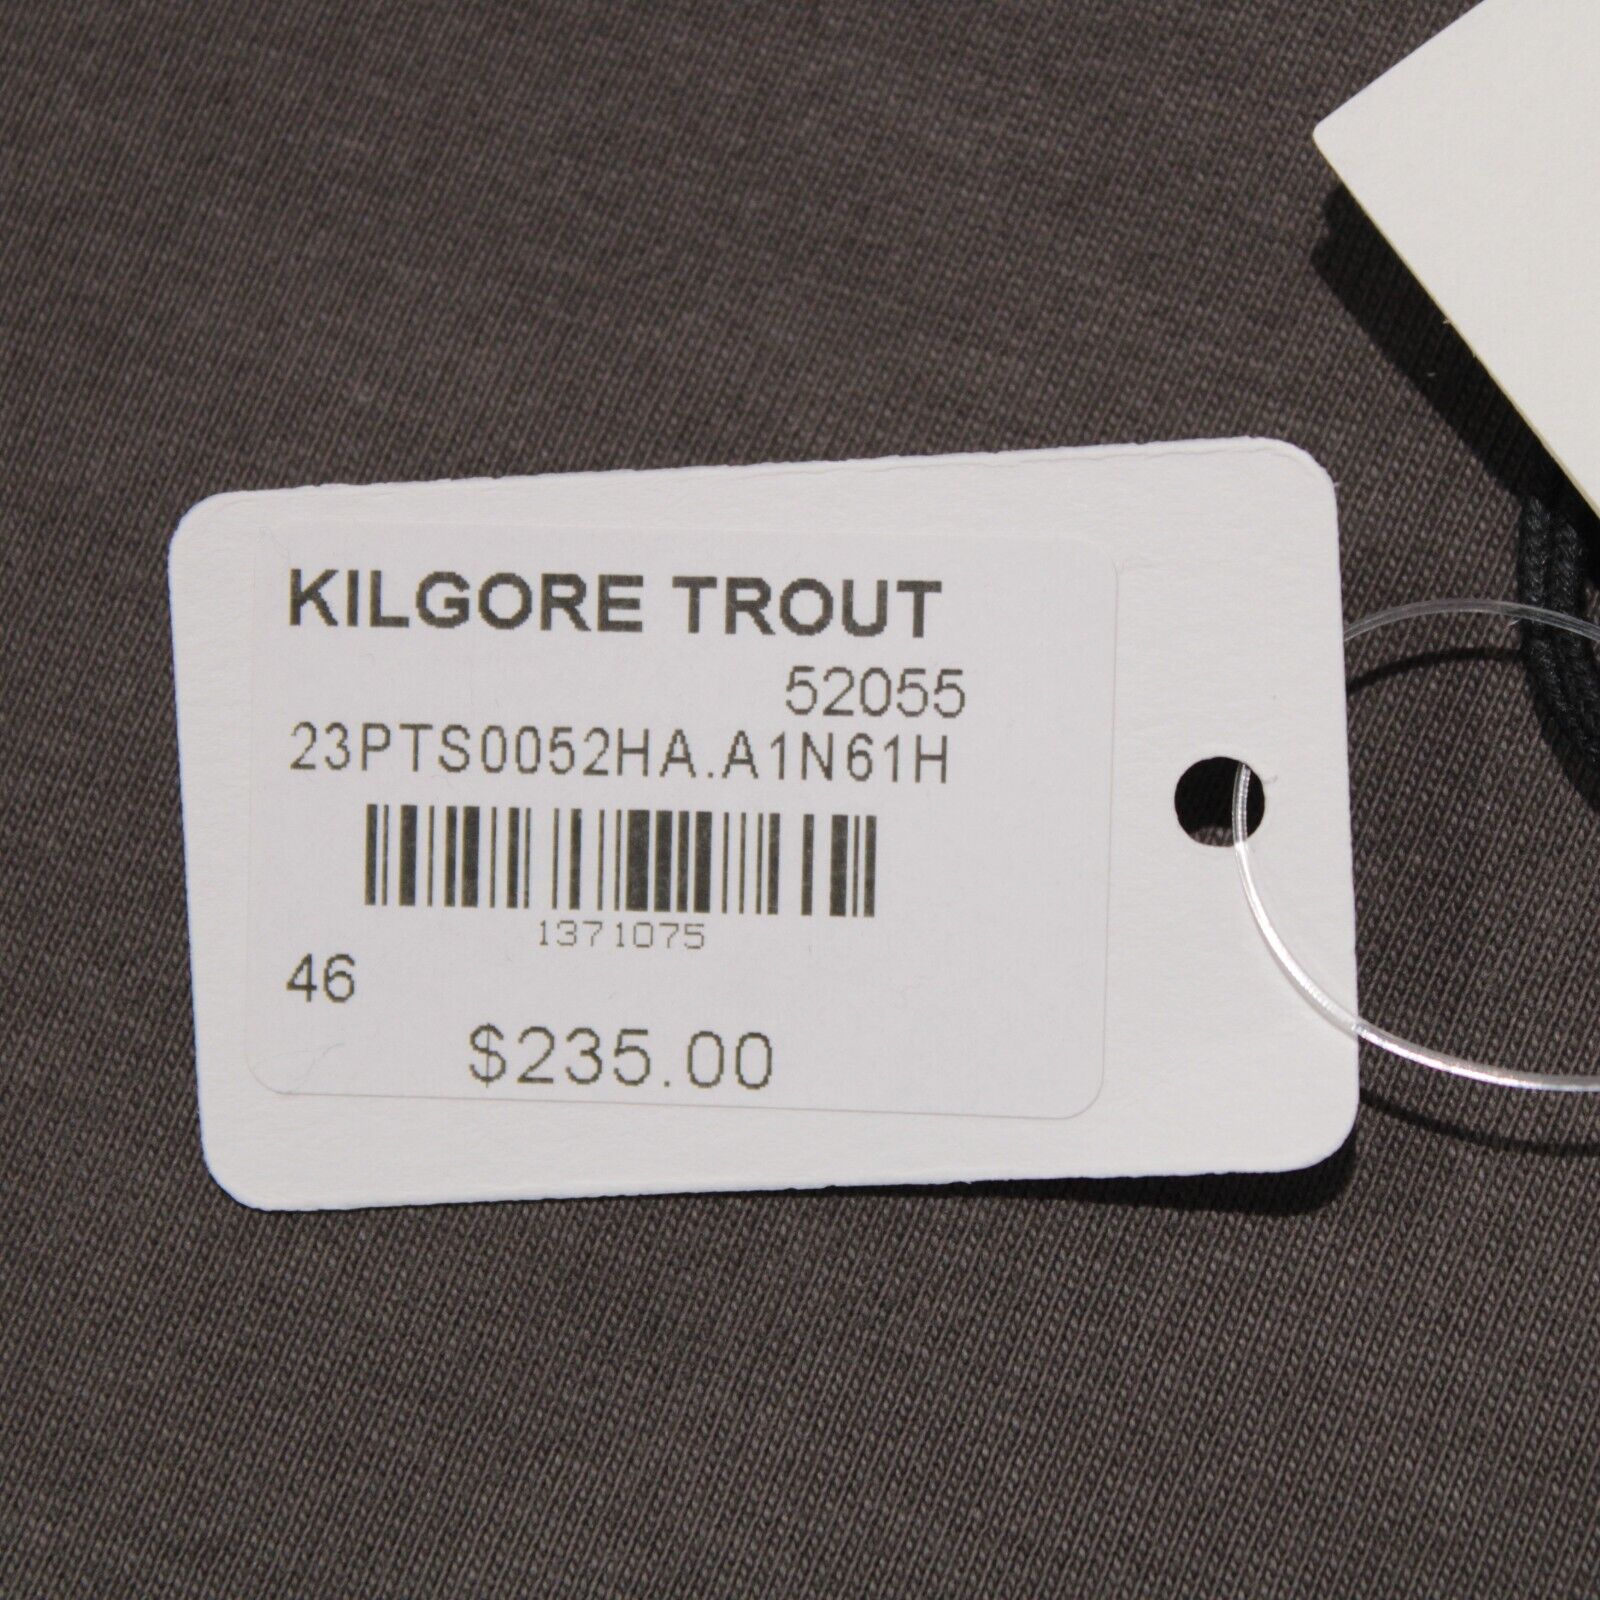 KILGORE TROUT
52055
23PTS0052HA.A1N61H
1371075
46
$235.00